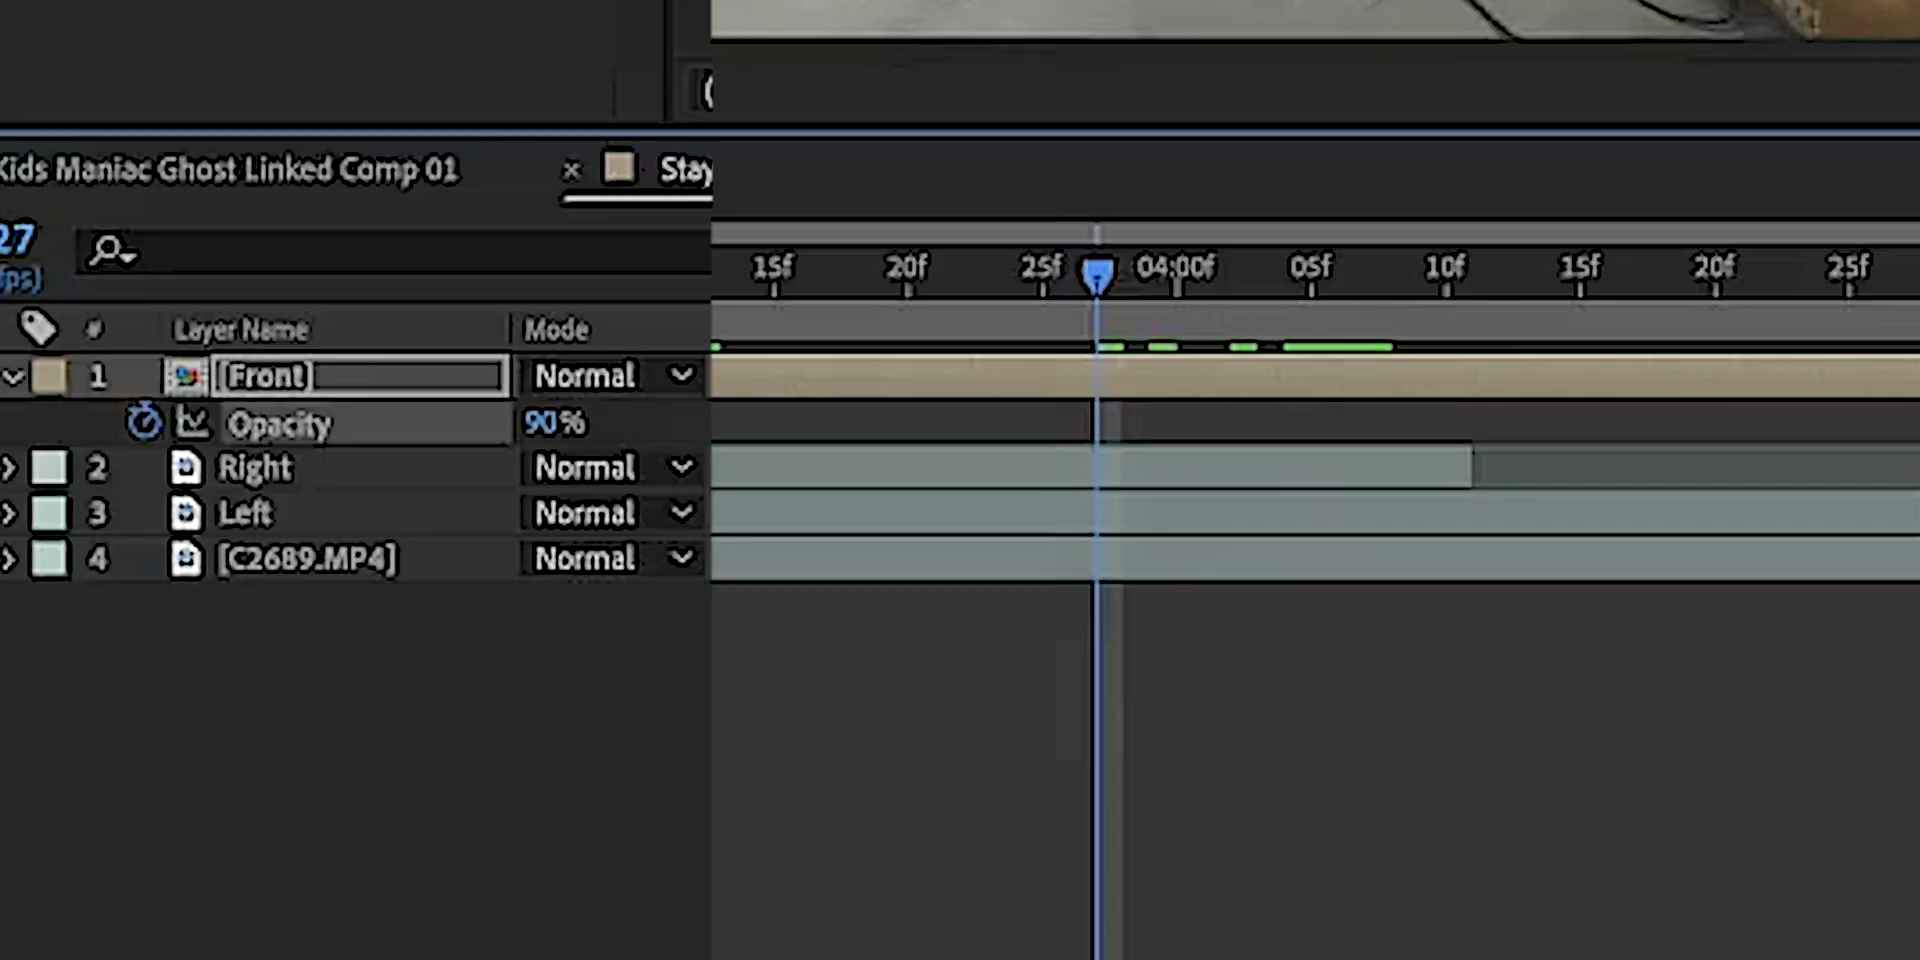 Kids Maniac Ghost Linked Comp 01 × Stay
27
fps)
15f 20f 25f 04:00f 05f 10f 15f 20f 25f
# Layer Name Mode
1 [Front] Normal
Opacity 90%
2 Right Normal
3 Left Normal
4 [C2689.MP4] Normal